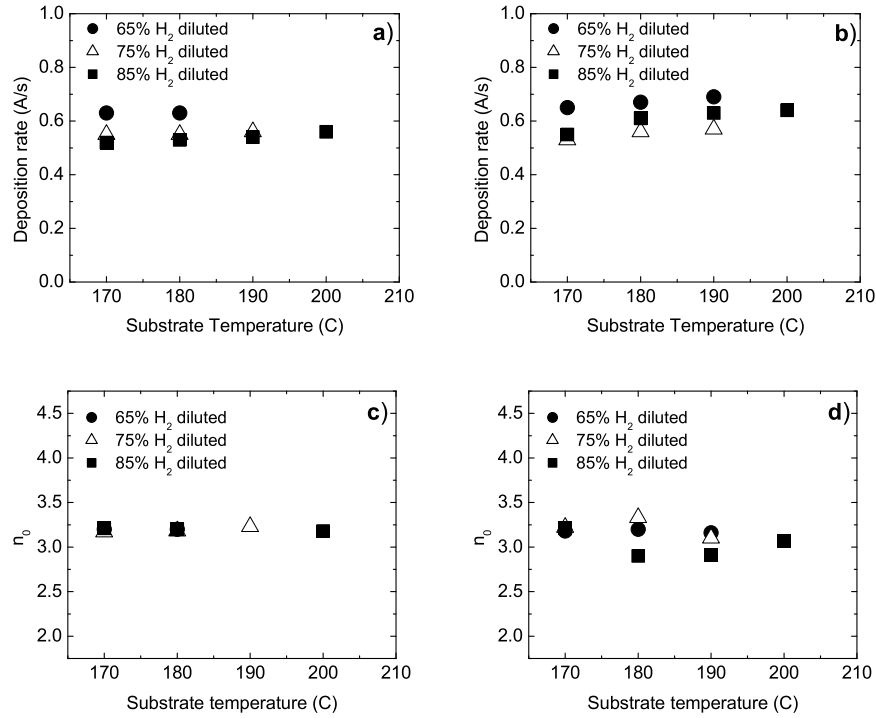 a)
65% H2 diluted
75% H2 diluted
85% H2 diluted
1.0
0.8
0.6
0.4
0.2
0.0
Deposition rate (A/s)
170 180 190 200 210
Substrate Temperature (C)
b)
65% H2 diluted
75% H2 diluted
85% H2 diluted
1.0
0.8
0.6
0.4
0.2
0.0
Deposition rate (A/s)
170 180 190 200 210
Substrate Temperature (C)
c)
65% H2 diluted
75% H2 diluted
85% H2 diluted
4.5
4.0
3.5
3.0
2.5
2.0
n0
170 180 190 200 210
Substrate temperature (C)
d)
65% H2 diluted
75% H2 diluted
85% H2 diluted
4.5
4.0
3.5
3.0
2.5
2.0
n0
170 180 190 200 210
Substrate temperature (C)